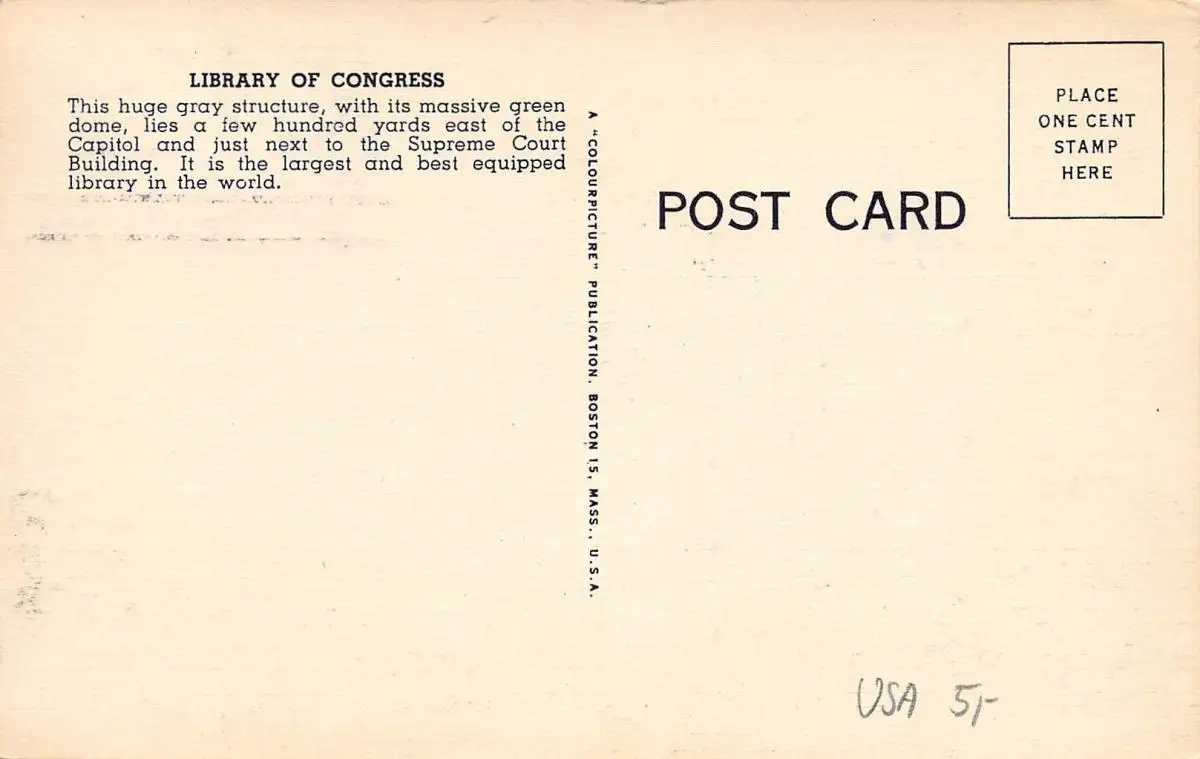 LIBRARY OF CONGRESS
This huge gray structure, with its massive green
dome, lies a few hundred yards east of the
Capitol and just next to the Supreme Court
Building. It is the largest and best equipped
library in the world.
A "COLOURPICTURE" PUBLICATION. BOSTON 15, MASS., U.S.A.
POST CARD
PLACE
ONE CENT
STAMP
HERE
USA 5,-